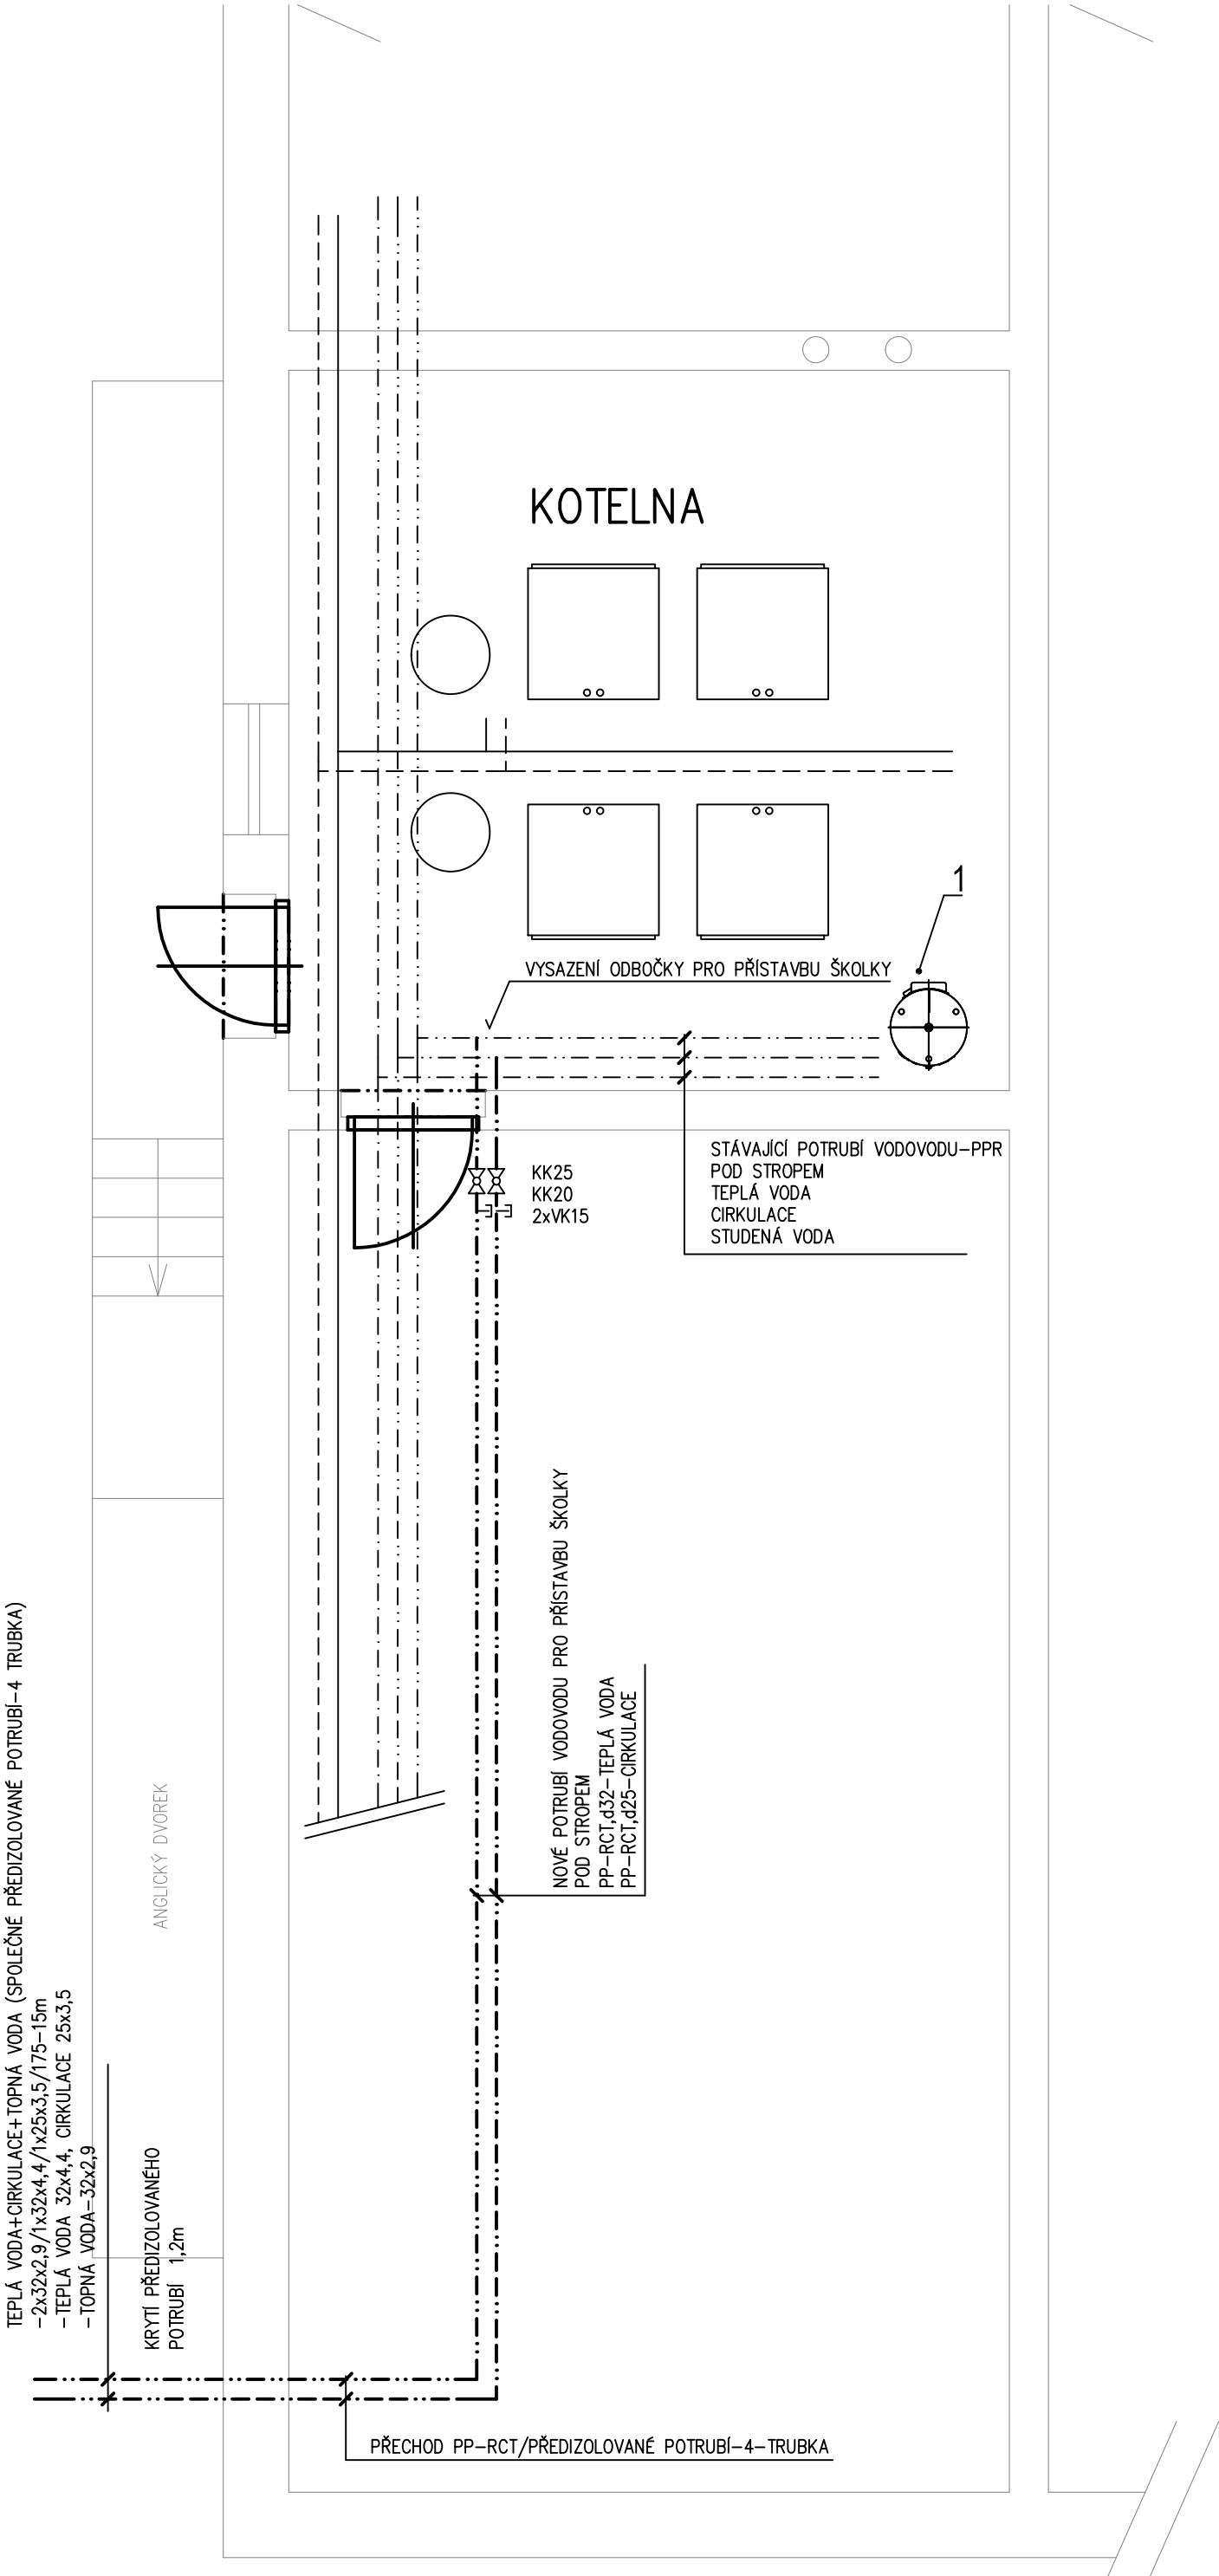 KOTELNA
1
VYSAZENÍ ODBOČKY PRO PŘÍSTAVBU ŠKOLKY
STÁVAJÍCÍ POTRUBÍ VODOVODU-PPR
POD STROPEM
TEPLÁ VODA
CIRKULACE
STUDENÁ VODA
KK25
KK20
2xVK15
NOVÉ POTRUBÍ VODOVODU PRO PŘÍSTAVBU ŠKOLKY
POD STROPEM
PP-RCT,d32-TEPLÁ VODA
PP-RCT,d25-CIRKULACE
ANGLICKÝ DVOREK
TEPLÁ VODA+CIRKULACE+TOPNÁ VODA (SPOLEČNÉ PŘEDIZOLOVANÉ POTRUBÍ-4 TRUBKA)
-2x32x2,9/1x32x4,4/1x25x3,5/175-15m
-TEPLÁ VODA 32x4,4, CIRKULACE 25x3,5
-TOPNÁ VODA-32x2,9
KRYTÍ PŘEDIZOLOVANÉHO
POTRUBÍ 1,2m
PŘECHOD PP-RCT/PŘEDIZOLOVANÉ POTRUBÍ-4-TRUBKA